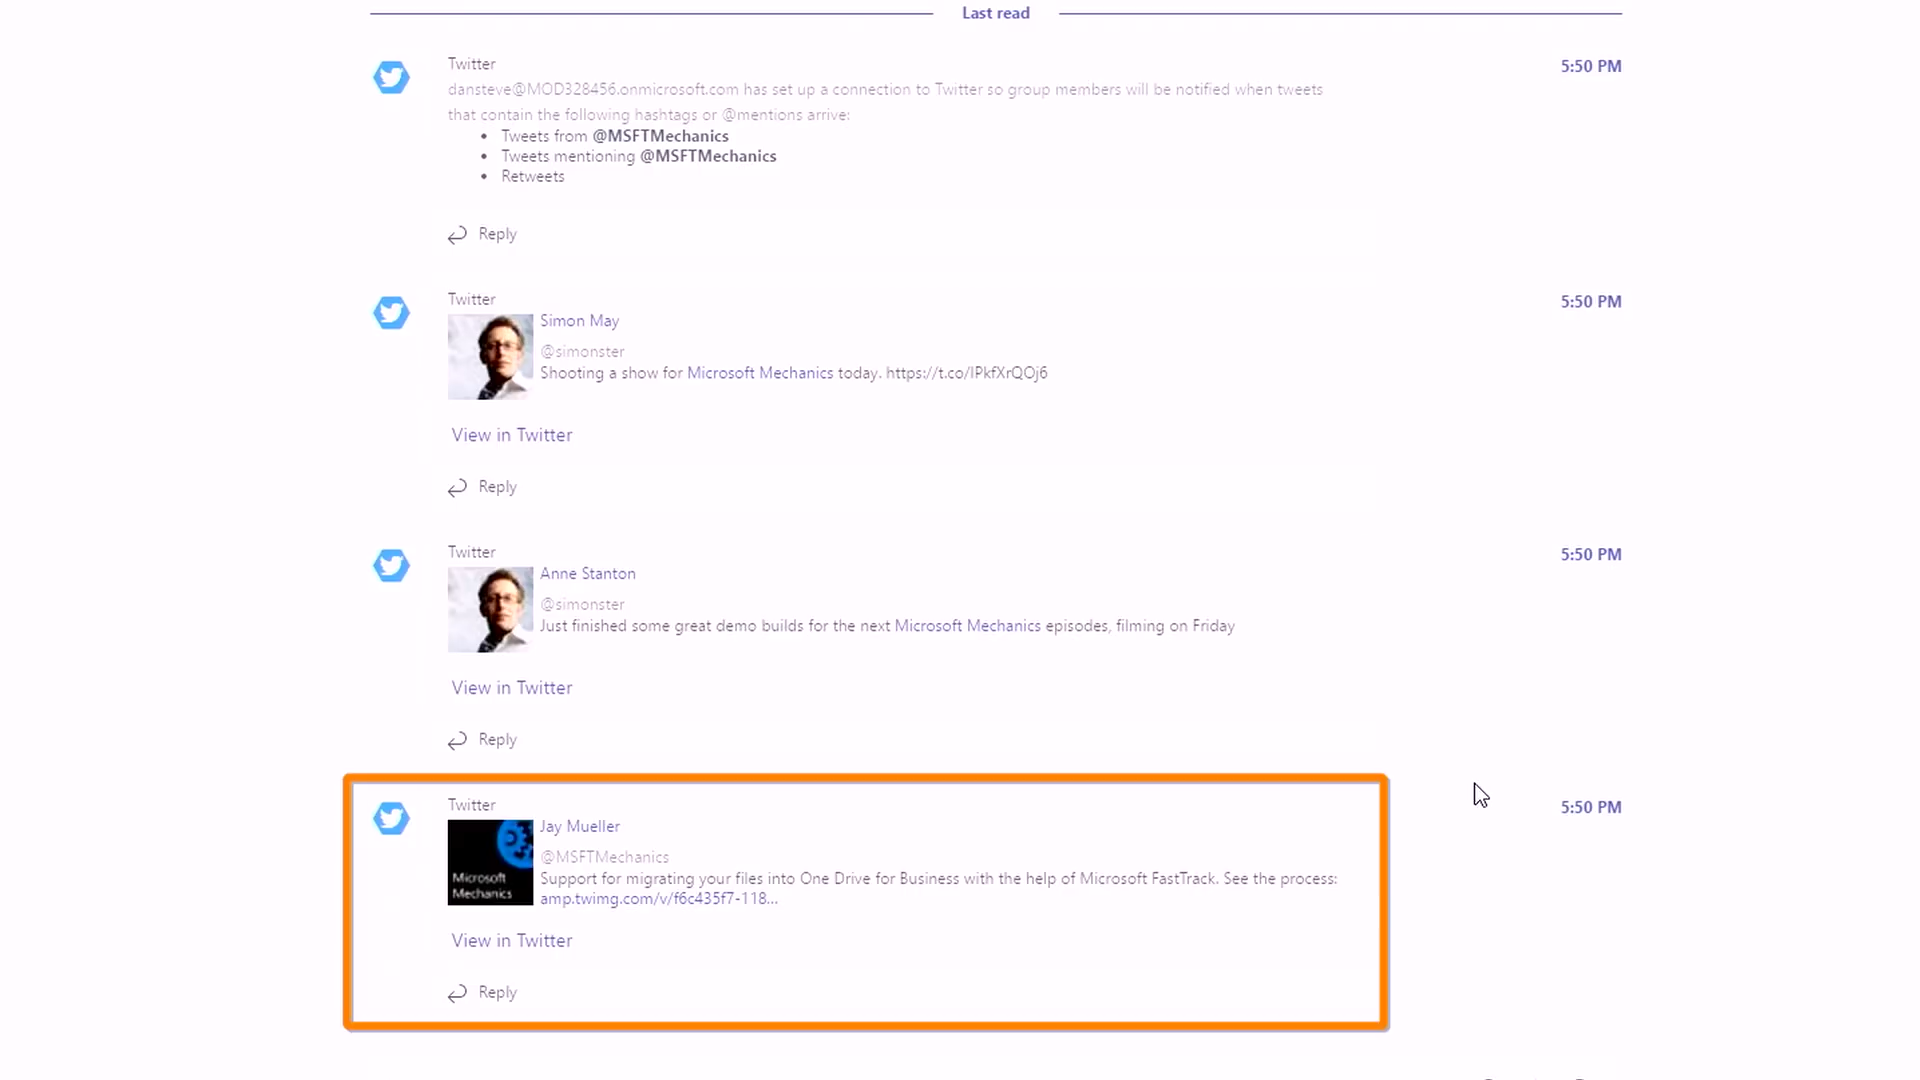 Last read
Twitter
5:50 PM
dansteve@MOD328456.onmicrosoft.com has set up a connection to Twitter so group members will be notified when tweets
that contain the following hashtags or @mentions arrive:
• Tweets from @MSFTMechanics
• Tweets mentioning @MSFTMechanics
• Retweets
Reply
Twitter
5:50 PM
Simon May
@simonster
Shooting a show for Microsoft Mechanics today. https://t.co/IPkfXrQOj6
View in Twitter
Reply
Twitter
5:50 PM
Anne Stanton
@simonster
Just finished some great demo builds for the next Microsoft Mechanics episodes, filming on Friday
View in Twitter
Reply
Twitter
5:50 PM
Jay Mueller
@MSFTMechanics
Microsoft
Mechanics
Support for migrating your files into One Drive for Business with the help of Microsoft FastTrack. See the process:
amp.twimg.com/v/f6c435f7-118...
View in Twitter
Reply